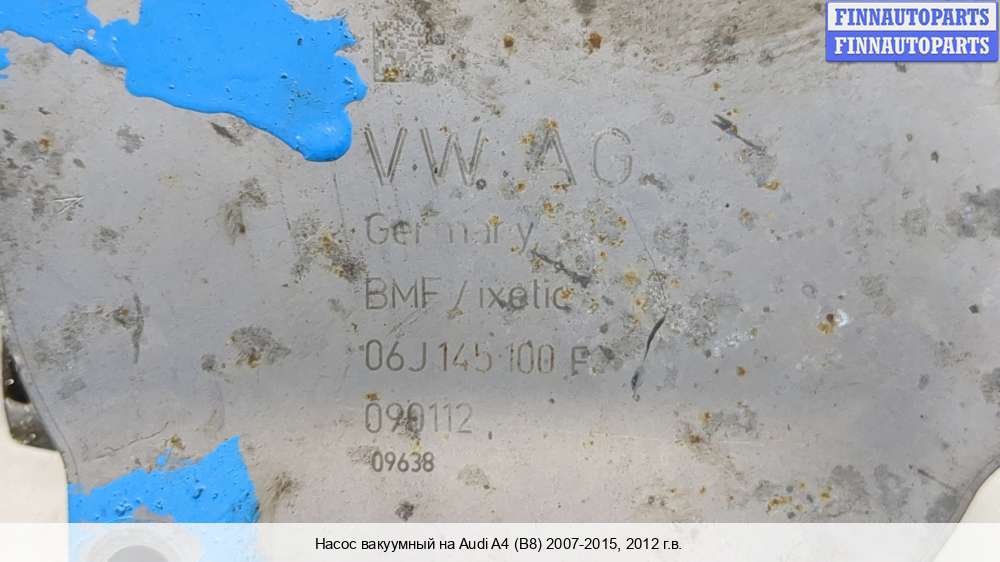 FINNAUTOPARTS
FINNAUTOPARTS
V.W. AG
Germany
BMF / ixetic
06J 145 100 F
090112
09638
Насос вакуумный на Audi A4 (B8) 2007-2015, 2012 г.в.